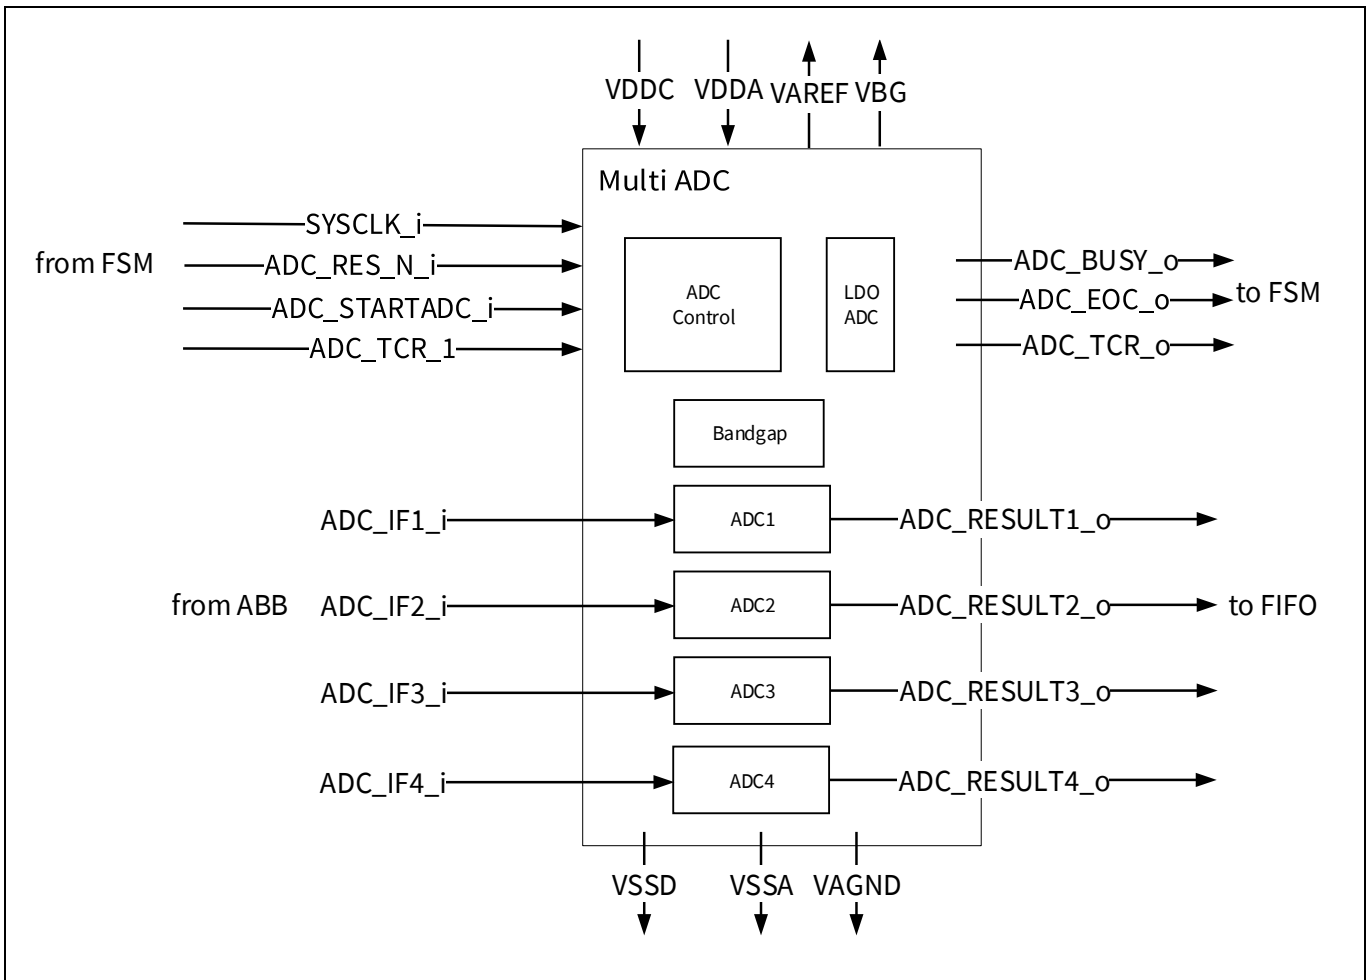 VDDC VDDA VAREF VBG
Multi ADC
SYSCLK_i
from FSM
ADC_RES_N_i
ADC_STARTADC_i
ADC_TCR_1
ADC
Control
LDO
ADC
ADC_BUSY_o
ADC_EOC_o
to FSM
ADC_TCR_o
Bandgap
ADC_IF1_i
ADC1
ADC_RESULT1_o
from ABB
ADC_IF2_i
ADC2
ADC_RESULT2_o
to FIFO
ADC_IF3_i
ADC3
ADC_RESULT3_o
ADC_IF4_i
ADC4
ADC_RESULT4_o
VSSD VSSA VAGND